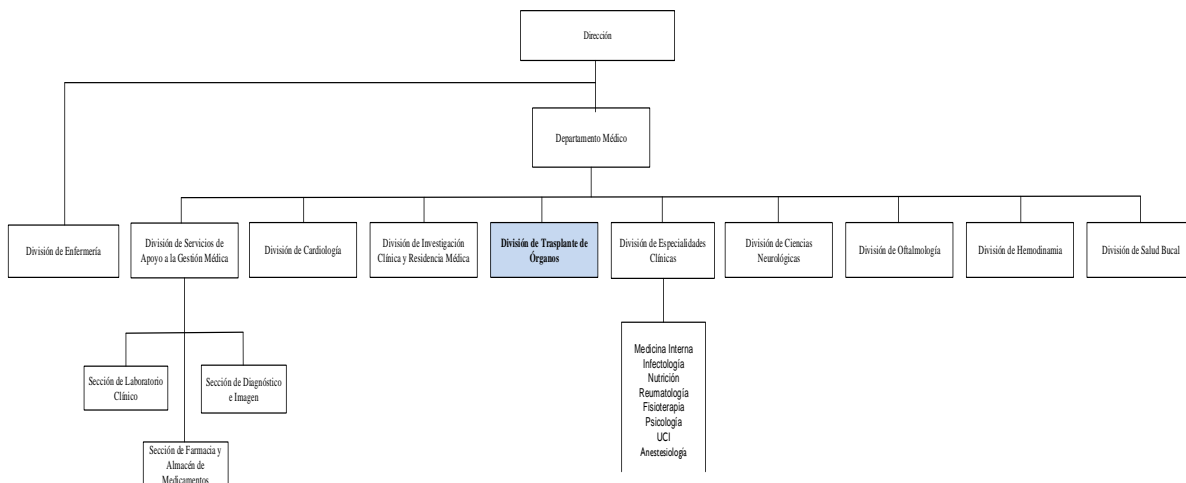 Dirección
Departamento Médico
División de Enfermería
División de Servicios de
Apoyo a la Gestión Médica
División de Cardiología
División de Investigación
Clínica y Residencia Médica
División de Trasplante de
Órganos
División de Especialidades
Clínicas
División de Ciencias
Neurológicas
División de Oftalmología
División de Hemodinamia
División de Salud Bucal
Sección de Laboratorio
Clínico
Sección de Diagnóstico
e Imagen
Sección de Farmacia y
Almacén de
Medicamentos
Medicina Interna
Infectología
Nutrición
Reumatología
Fisioterapia
Psicología
UCI
Anestesiología